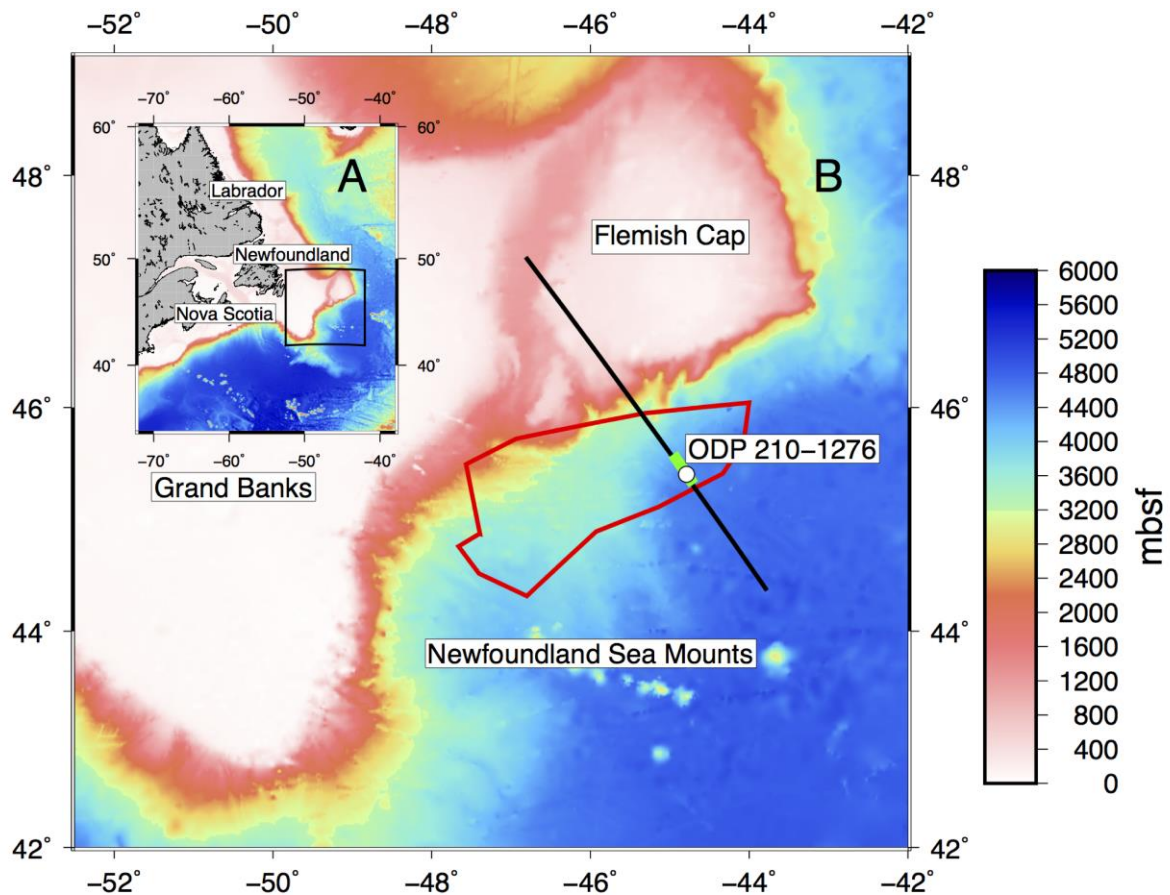 −52° −50° −48° −46° −44° −42°
−70° −60° −50° −40°
60° 60°
A
B
48° 48°
Labrador
Flemish Cap
Newfoundland
50° 50°
Nova Scotia
40° 40°
6000
5600
5200
4800
4400
4000
3600
3200
2800
2400
2000
1600
1200
800
400
0
mbsf
46° 46°
−70° −60° −50° −40°
ODP 210−1276
Grand Banks
44° 44°
Newfoundland Sea Mounts
42° 42°
−52° −50° −48° −46° −44° −42°